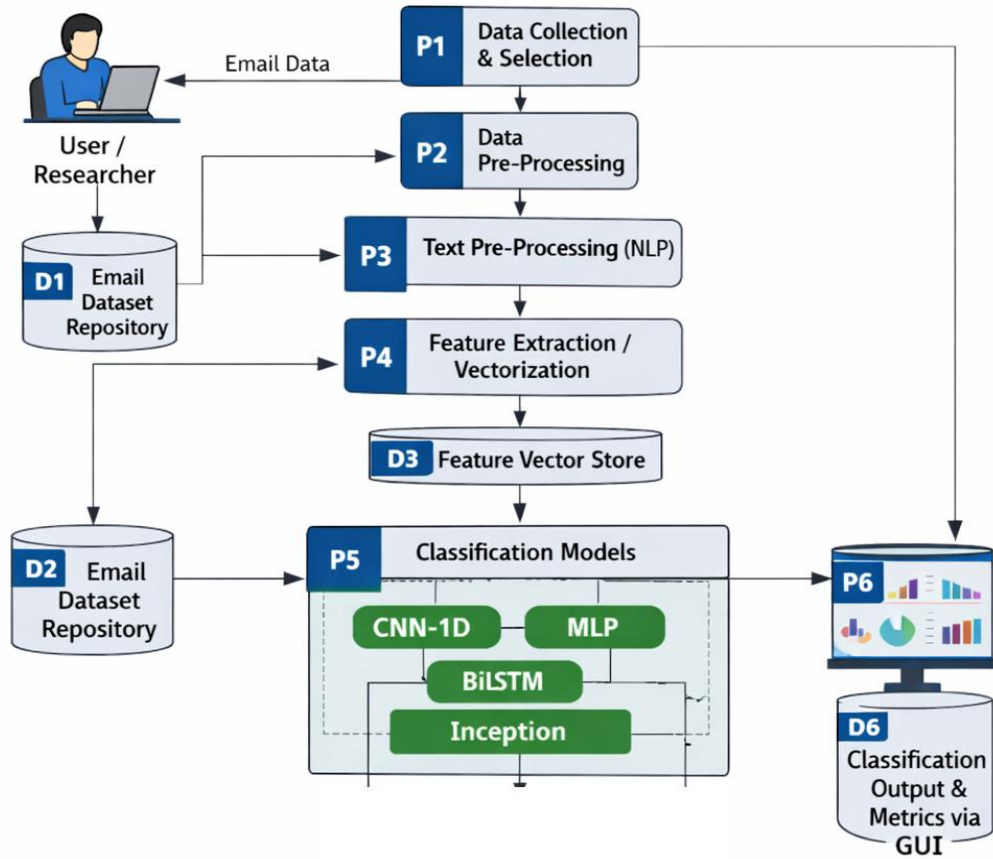 P1
Data Collection
& Selection
Email Data
User /
Researcher
P2
Data
Pre-Processing
P3
Text Pre-Processing (NLP)
D1
Email
Dataset
Repository
P4
Feature Extraction /
Vectorization
D3 Feature Vector Store
D2
Email
Dataset
Repository
P5
Classification Models
CNN-1D
MLP
BiLSTM
Inception
P6
D6
Classification
Output &
Metrics via
GUI